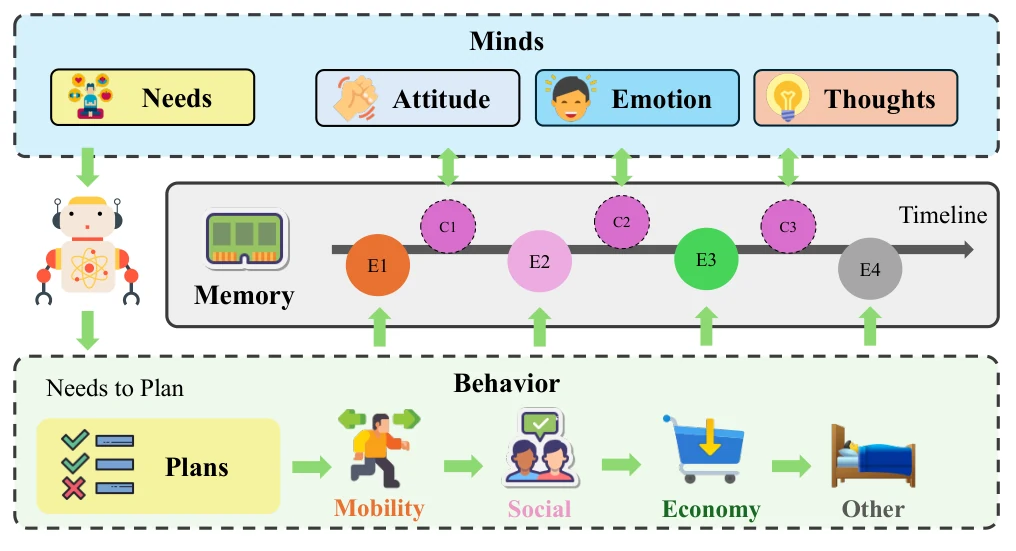 Minds
Needs
Attitude
Emotion
Thoughts
Timeline
C1
C2
C3
E1
E2
E3
E4
Memory
Needs to Plan
Behavior
Plans
Mobility
Social
Economy
Other